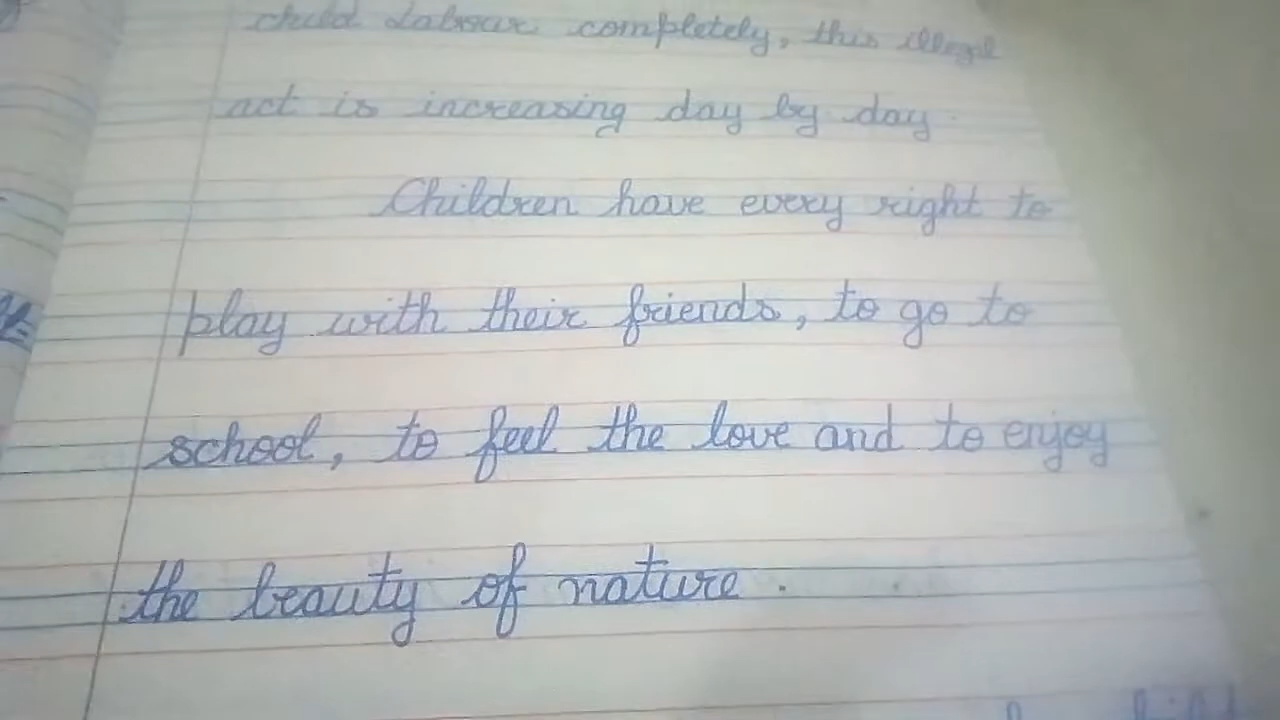 child labour completely, this illegal
act is increasing day by day.
Children have every right to
play with their friends, to go to
school, to feel the love and to enjoy
the beauty of nature.